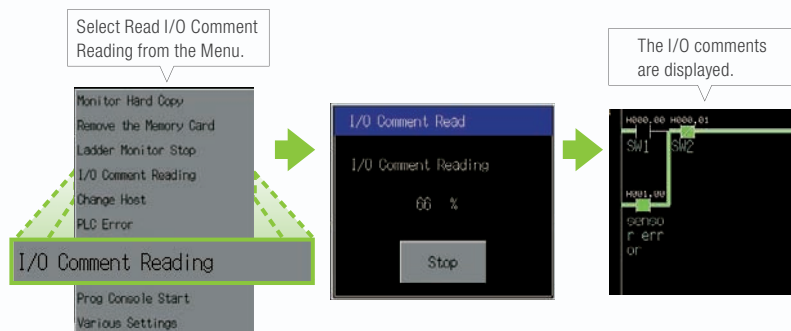 Select Read I/O Comment
Reading from the Menu.
Monitor Hard Copy
Remove the Memory Card
Ladder Monitor Stop
I/O Comment Reading
Change Host
PLC Error
I/O Comment Reading
Prog Console Start
Various Settings
I/O Comment Read
I/O Comment Reading
66 %
Stop
The I/O comments
are displayed.
H000.00 H000.01
SW1 SW2
H001.00
senso
r err
or